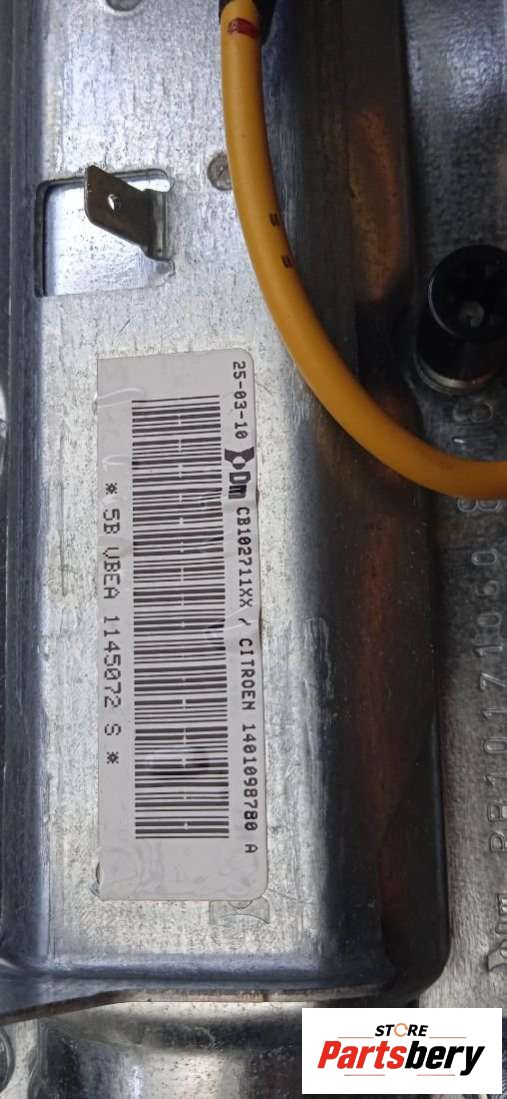 25-03-10 Dm CB102711XX / CITROEN 1401098780 A
* 5B VBEA 1145072 S *
STORE
Partsbery